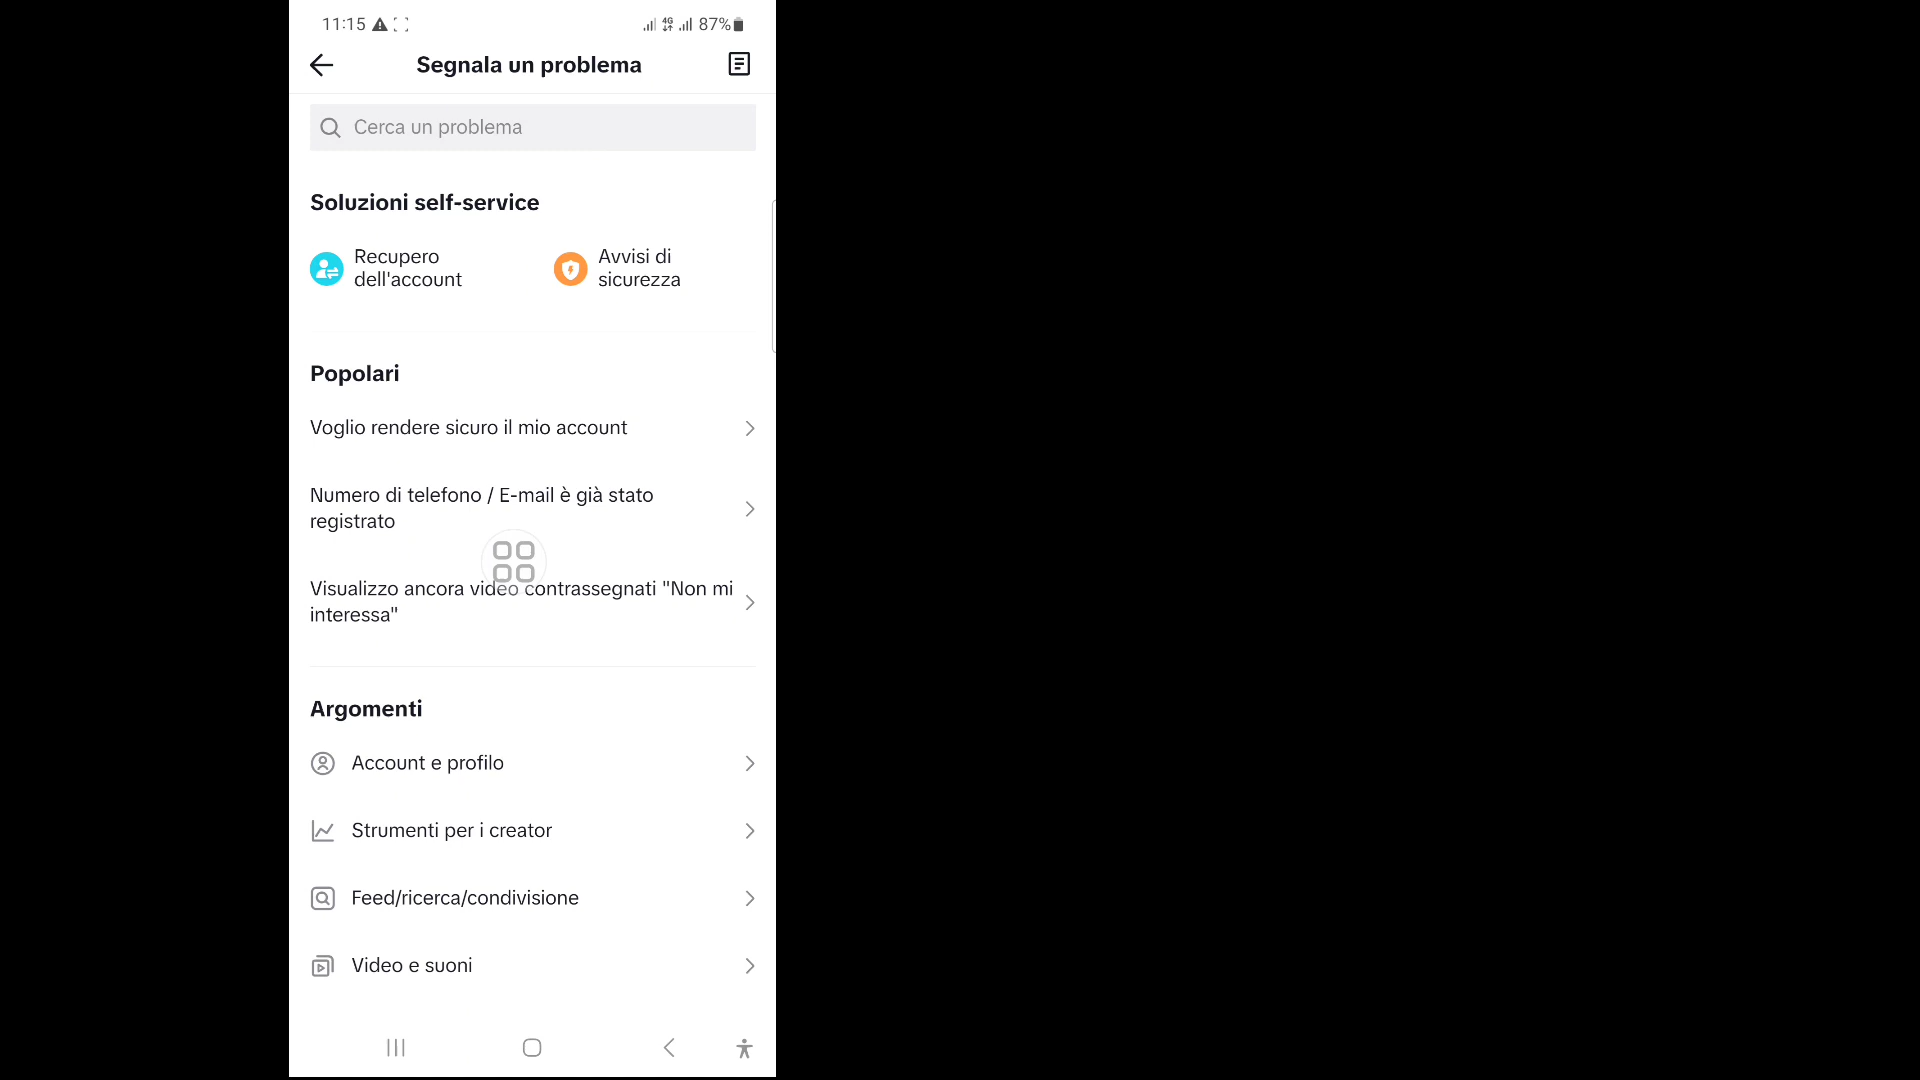 11:15
4G
87%
Segnala un problema
Cerca un problema
Soluzioni self-service
Recupero
dell'account
Avvisi di
sicurezza
Popolari
Voglio rendere sicuro il mio account
Numero di telefono / E-mail è già stato
registrato
Visualizzo ancora video contrassegnati "Non mi
interessa"
Argomenti
Account e profilo
Strumenti per i creator
Feed/ricerca/condivisione
Video e suoni